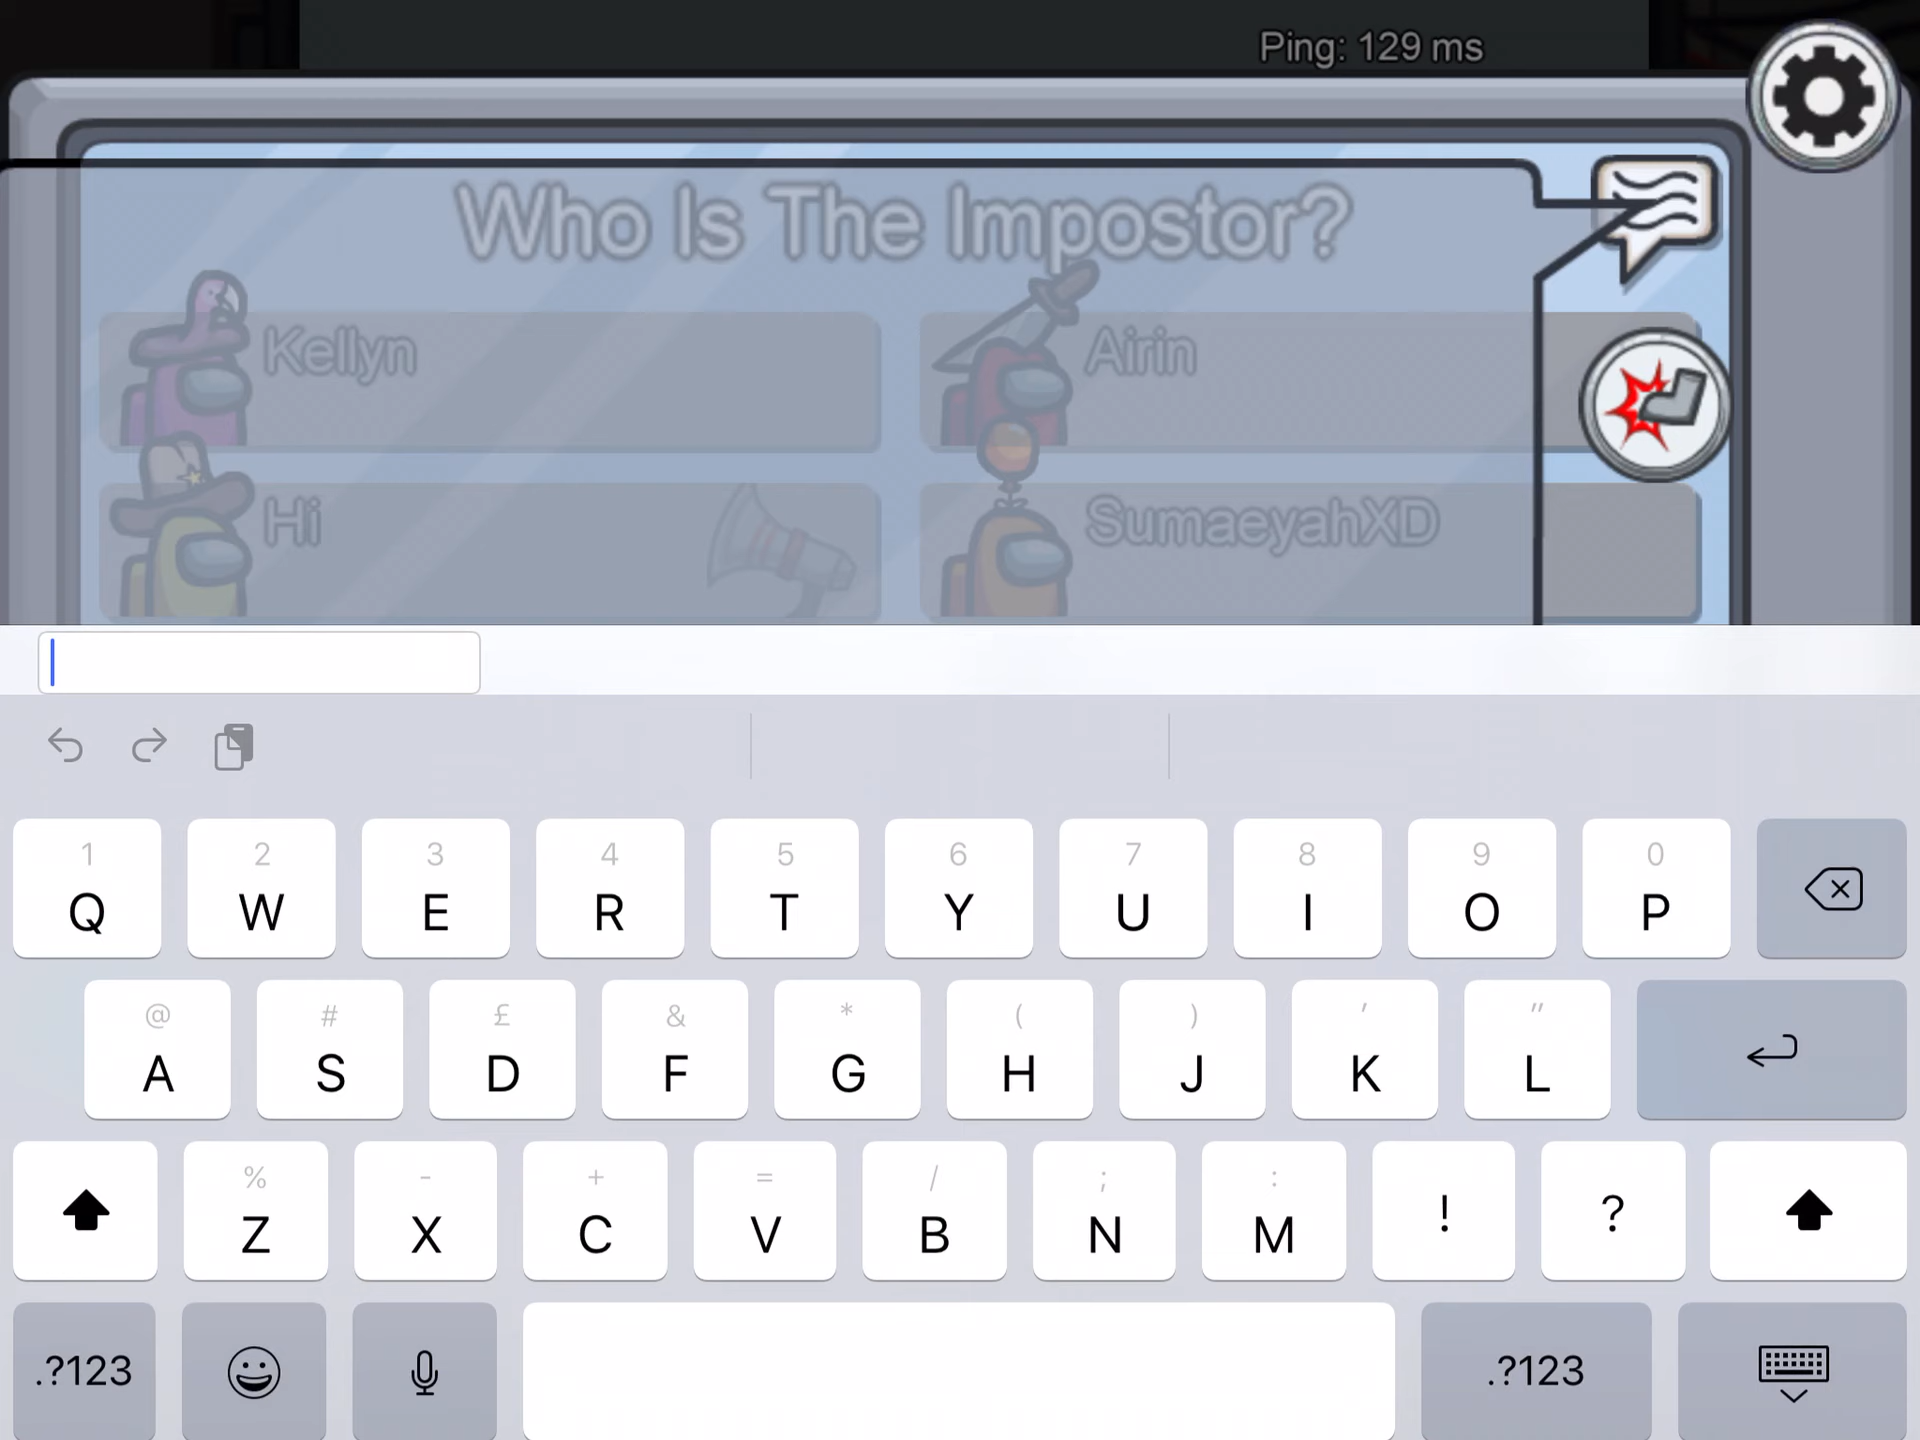 Ping: 129 ms
Who Is The Impostor?
Kellyn
Airin
Hi
SumaeyahXD
1 2 3 4 5 6 7 8 9 0
Q W E R T Y U I O P
@ # £ & * ( ) ' "
A S D F G H J K L
% - + = / ; :
Z X C V B N M ! ?
.?123 .?123